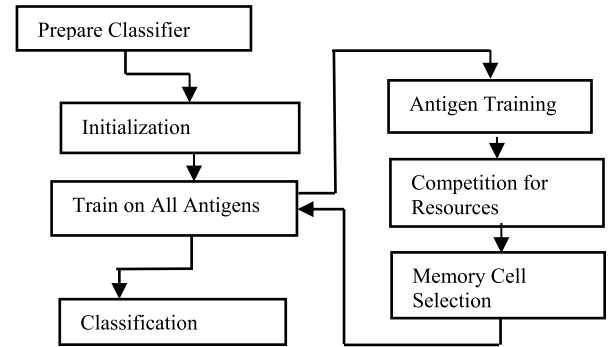 Prepare Classifier
Initialization
Train on All Antigens
Classification
Antigen Training
Competition for
Resources
Memory Cell
Selection